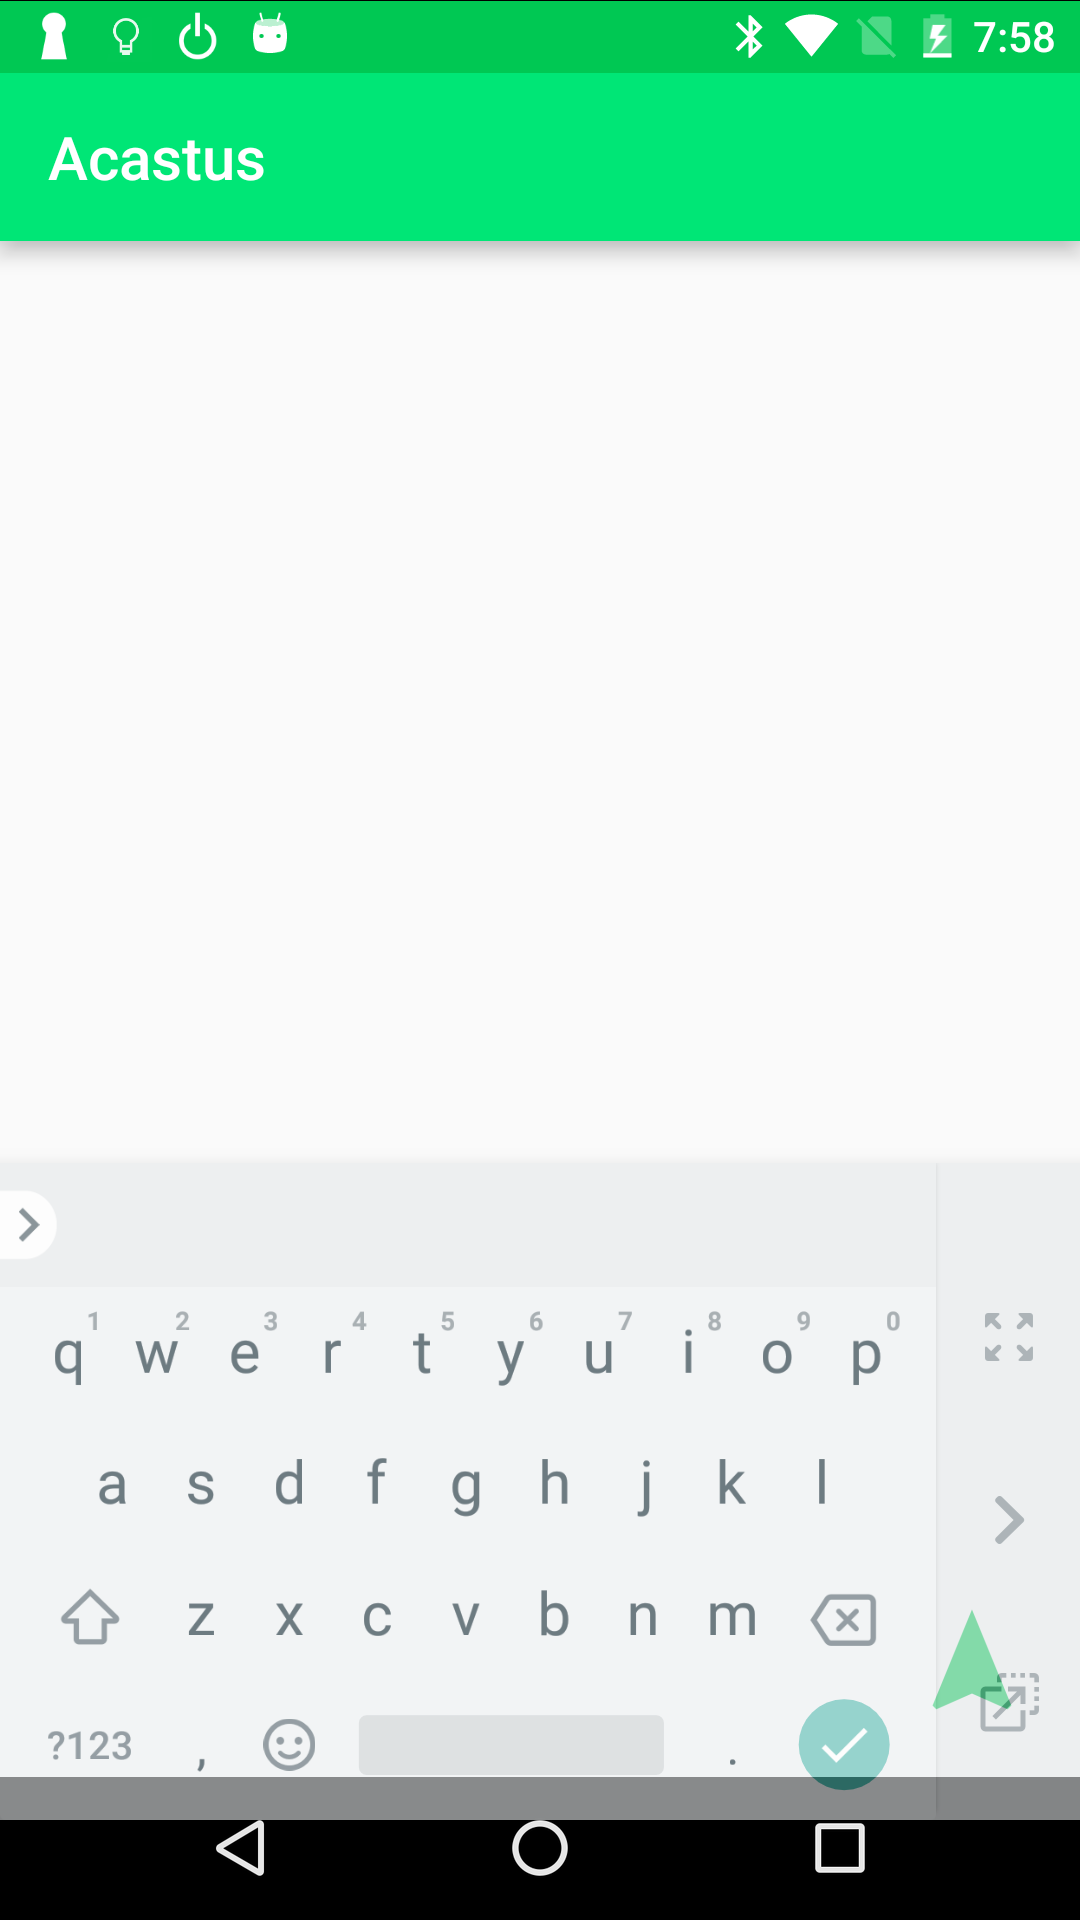 7:58
Acastus
1 2 3 4 5 6 7 8 9 0
q w e r t y u i o p
a s d f g h j k l
z x c v b n m
?123 , .